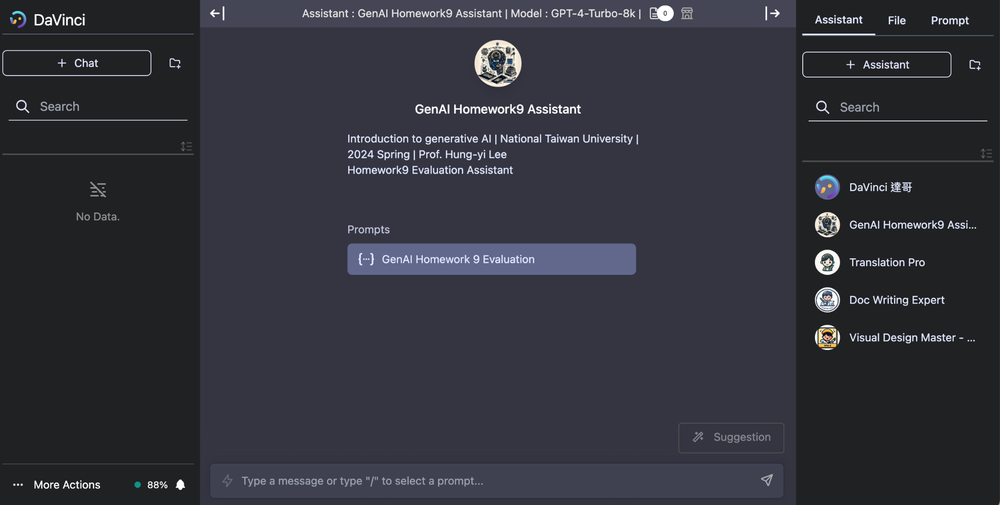 DaVinci
+ Chat
Search
No Data.
More Actions
88%
Assistant : GenAI Homework9 Assistant | Model : GPT-4-Turbo-8k |
0
GenAI Homework9 Assistant
Introduction to generative AI | National Taiwan University |
2024 Spring | Prof. Hung-yi Lee
Homework9 Evaluation Assistant
Prompts
{···} GenAI Homework 9 Evaluation
Suggestion
Type a message or type "/" to select a prompt...
Assistant File Prompt
+ Assistant
Search
DaVinci 達哥
GenAI Homework9 Assi...
Translation Pro
Doc Writing Expert
Visual Design Master - ...